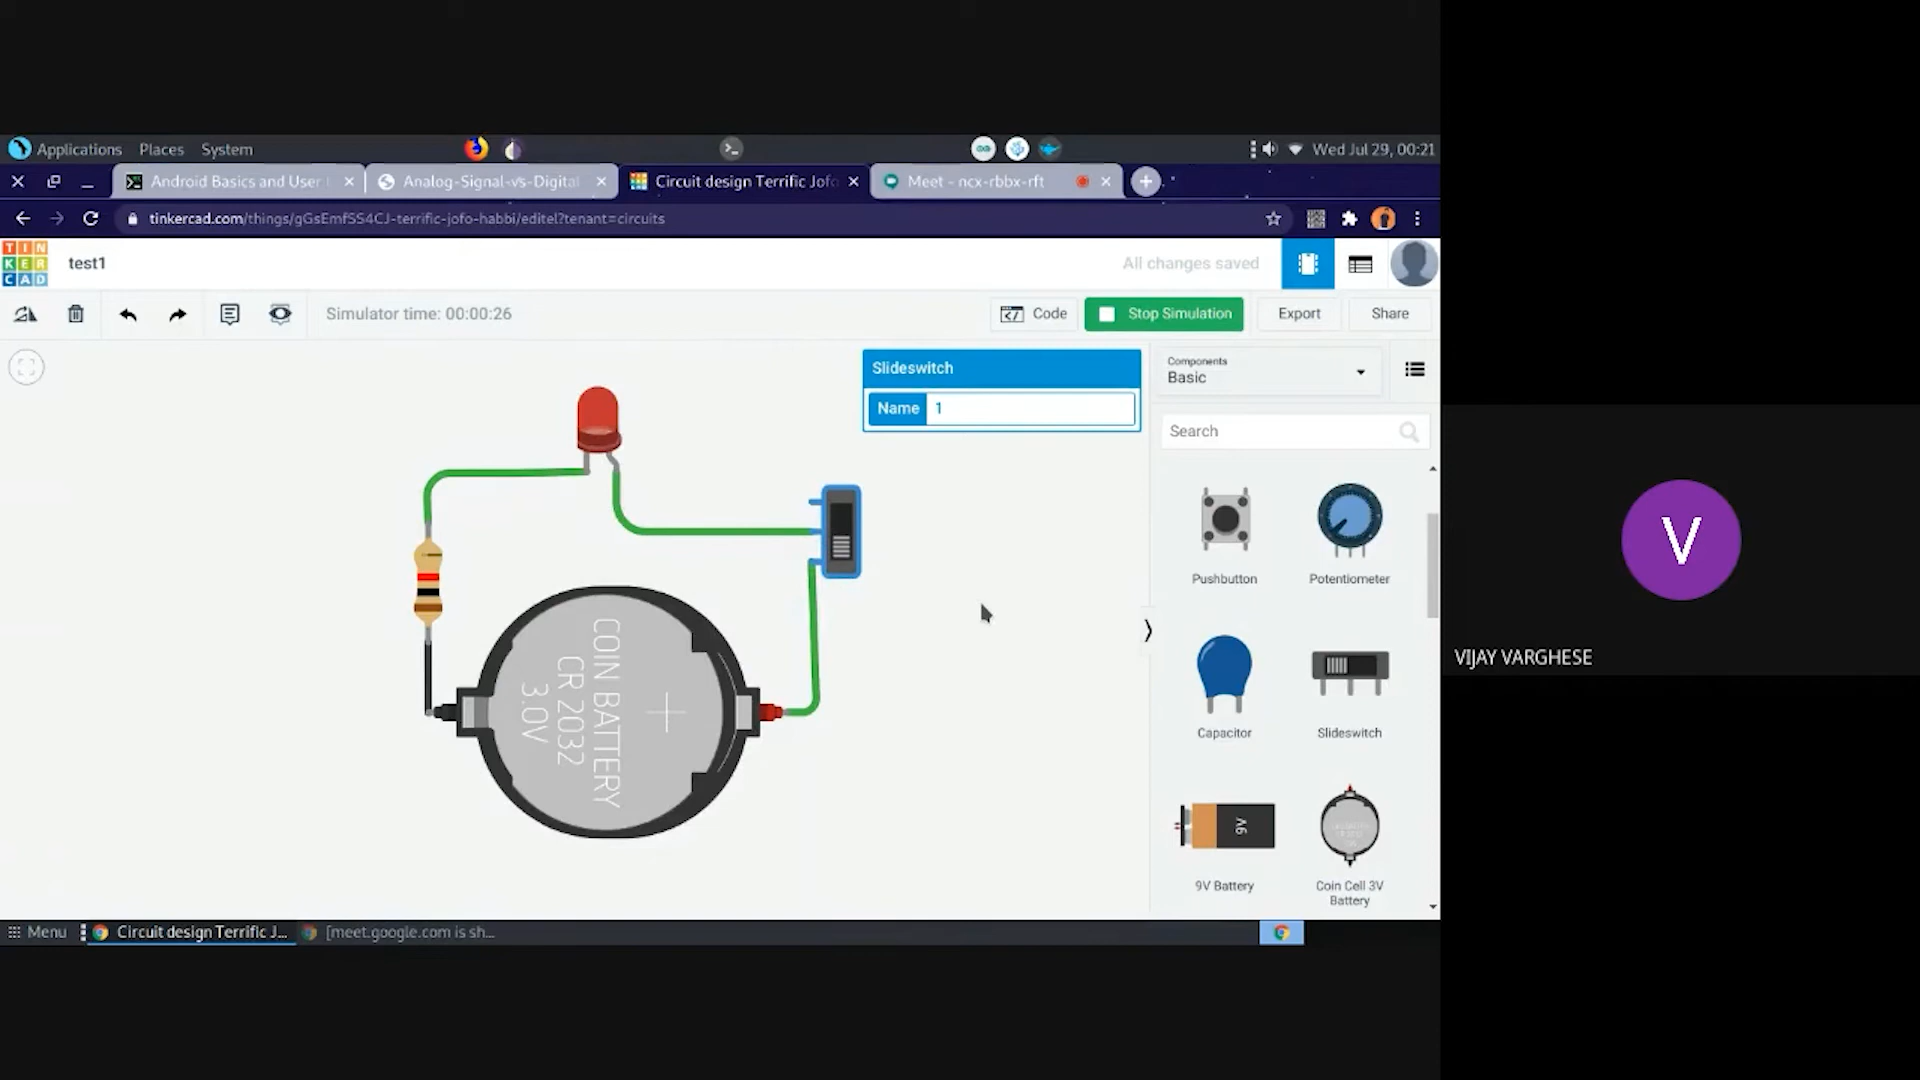 Applications Places System
Wed Jul 29, 00:21
Android Basics and User
Analog-Signal-vs-Digital
Circuit design Terrific Jofo
Meet - ncx-rbbx-rft
tinkercad.com/things/gGsEmfSS4CJ-terrific-jofo-habbi/editel?tenant=circuits
TIN
KER
CAD
test1
All changes saved
Simulator time: 00:00:26
Code
Stop Simulation
Export
Share
Slideswitch
Name 1
Components
Basic
Search
Pushbutton
Potentiometer
Capacitor
Slideswitch
9V
9V Battery
Coin Cell 3V
Battery
COIN BATTERY
CR 2032
3.0V
V
VIJAY VARGHESE
Menu
Circuit design Terrific J...
[meet.google.com is sh...